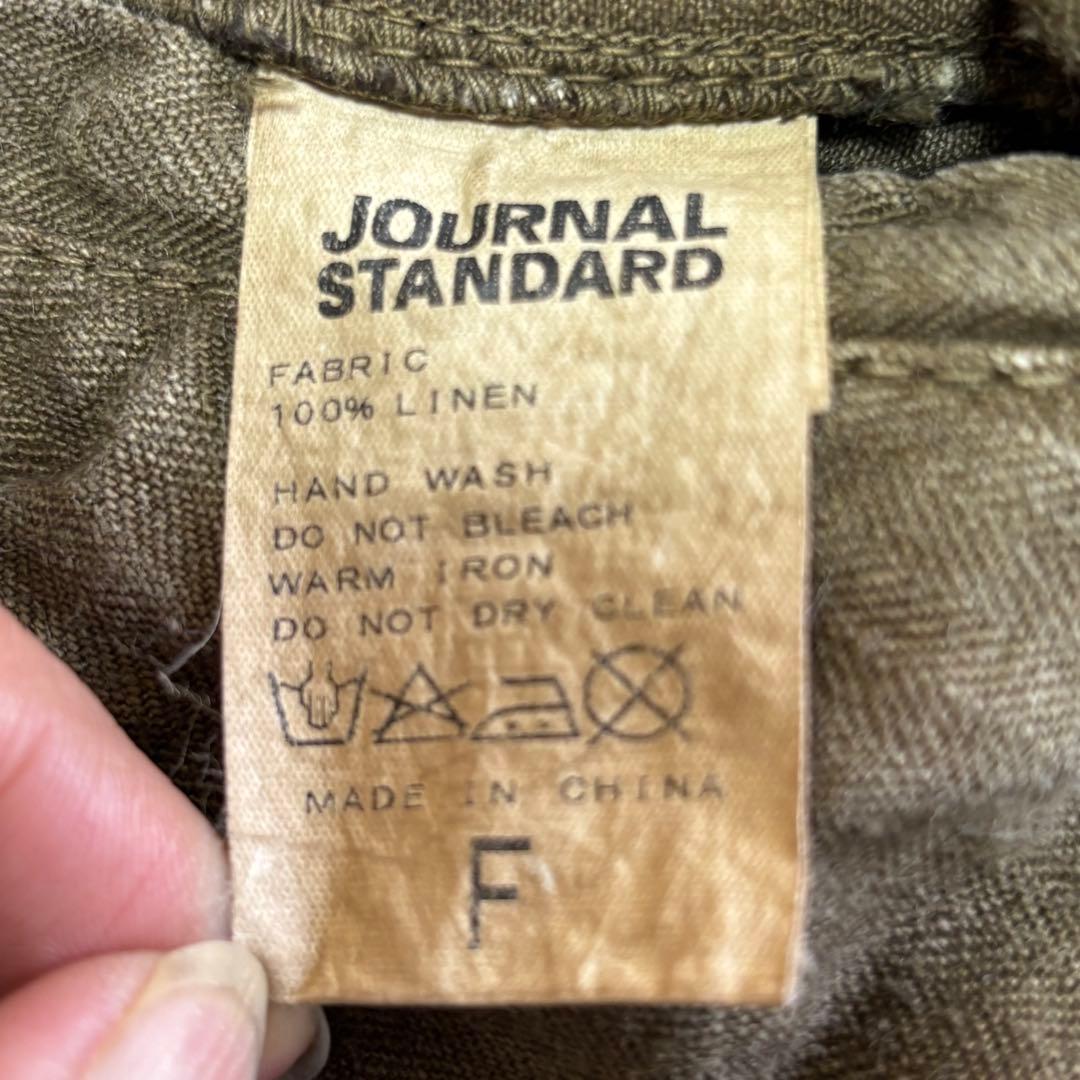 JOURNAL
STANDARD
FABRIC
100% LINEN
HAND WASH
DO NOT BLEACH
WARM IRON
DO NOT DRY CLEAN
MADE IN CHINA
F